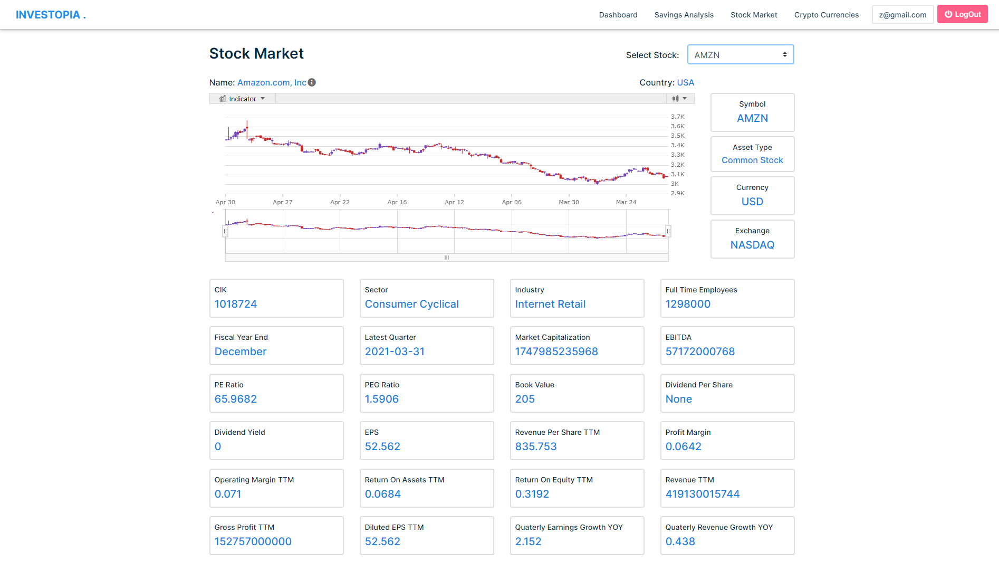 INVESTOPIA .
Dashboard
Savings Analysis
Stock Market
Crypto Currencies
z@gmail.com
LogOut
Stock Market
Select Stock:
AMZN
Name: Amazon.com, Inc
Country: USA
Indicator
3.7K
3.6K
3.5K
3.4K
3.3K
3.2K
3.1K
3K
2.9K
Apr 30
Apr 27
Apr 22
Apr 16
Apr 12
Apr 06
Mar 30
Mar 24
Symbol
AMZN
Asset Type
Common Stock
Currency
USD
Exchange
NASDAQ
CIK
1018724
Sector
Consumer Cyclical
Industry
Internet Retail
Full Time Employees
1298000
Fiscal Year End
December
Latest Quarter
2021-03-31
Market Capitalization
1747985235968
EBITDA
57172000768
PE Ratio
65.9682
PEG Ratio
1.5906
Book Value
205
Dividend Per Share
None
Dividend Yield
0
EPS
52.562
Revenue Per Share TTM
835.753
Profit Margin
0.0642
Operating Margin TTM
0.071
Return On Assets TTM
0.0684
Return On Equity TTM
0.3192
Revenue TTM
419130015744
Gross Profit TTM
152757000000
Diluted EPS TTM
52.562
Quaterly Earnings Growth YOY
2.152
Quaterly Revenue Growth YOY
0.438